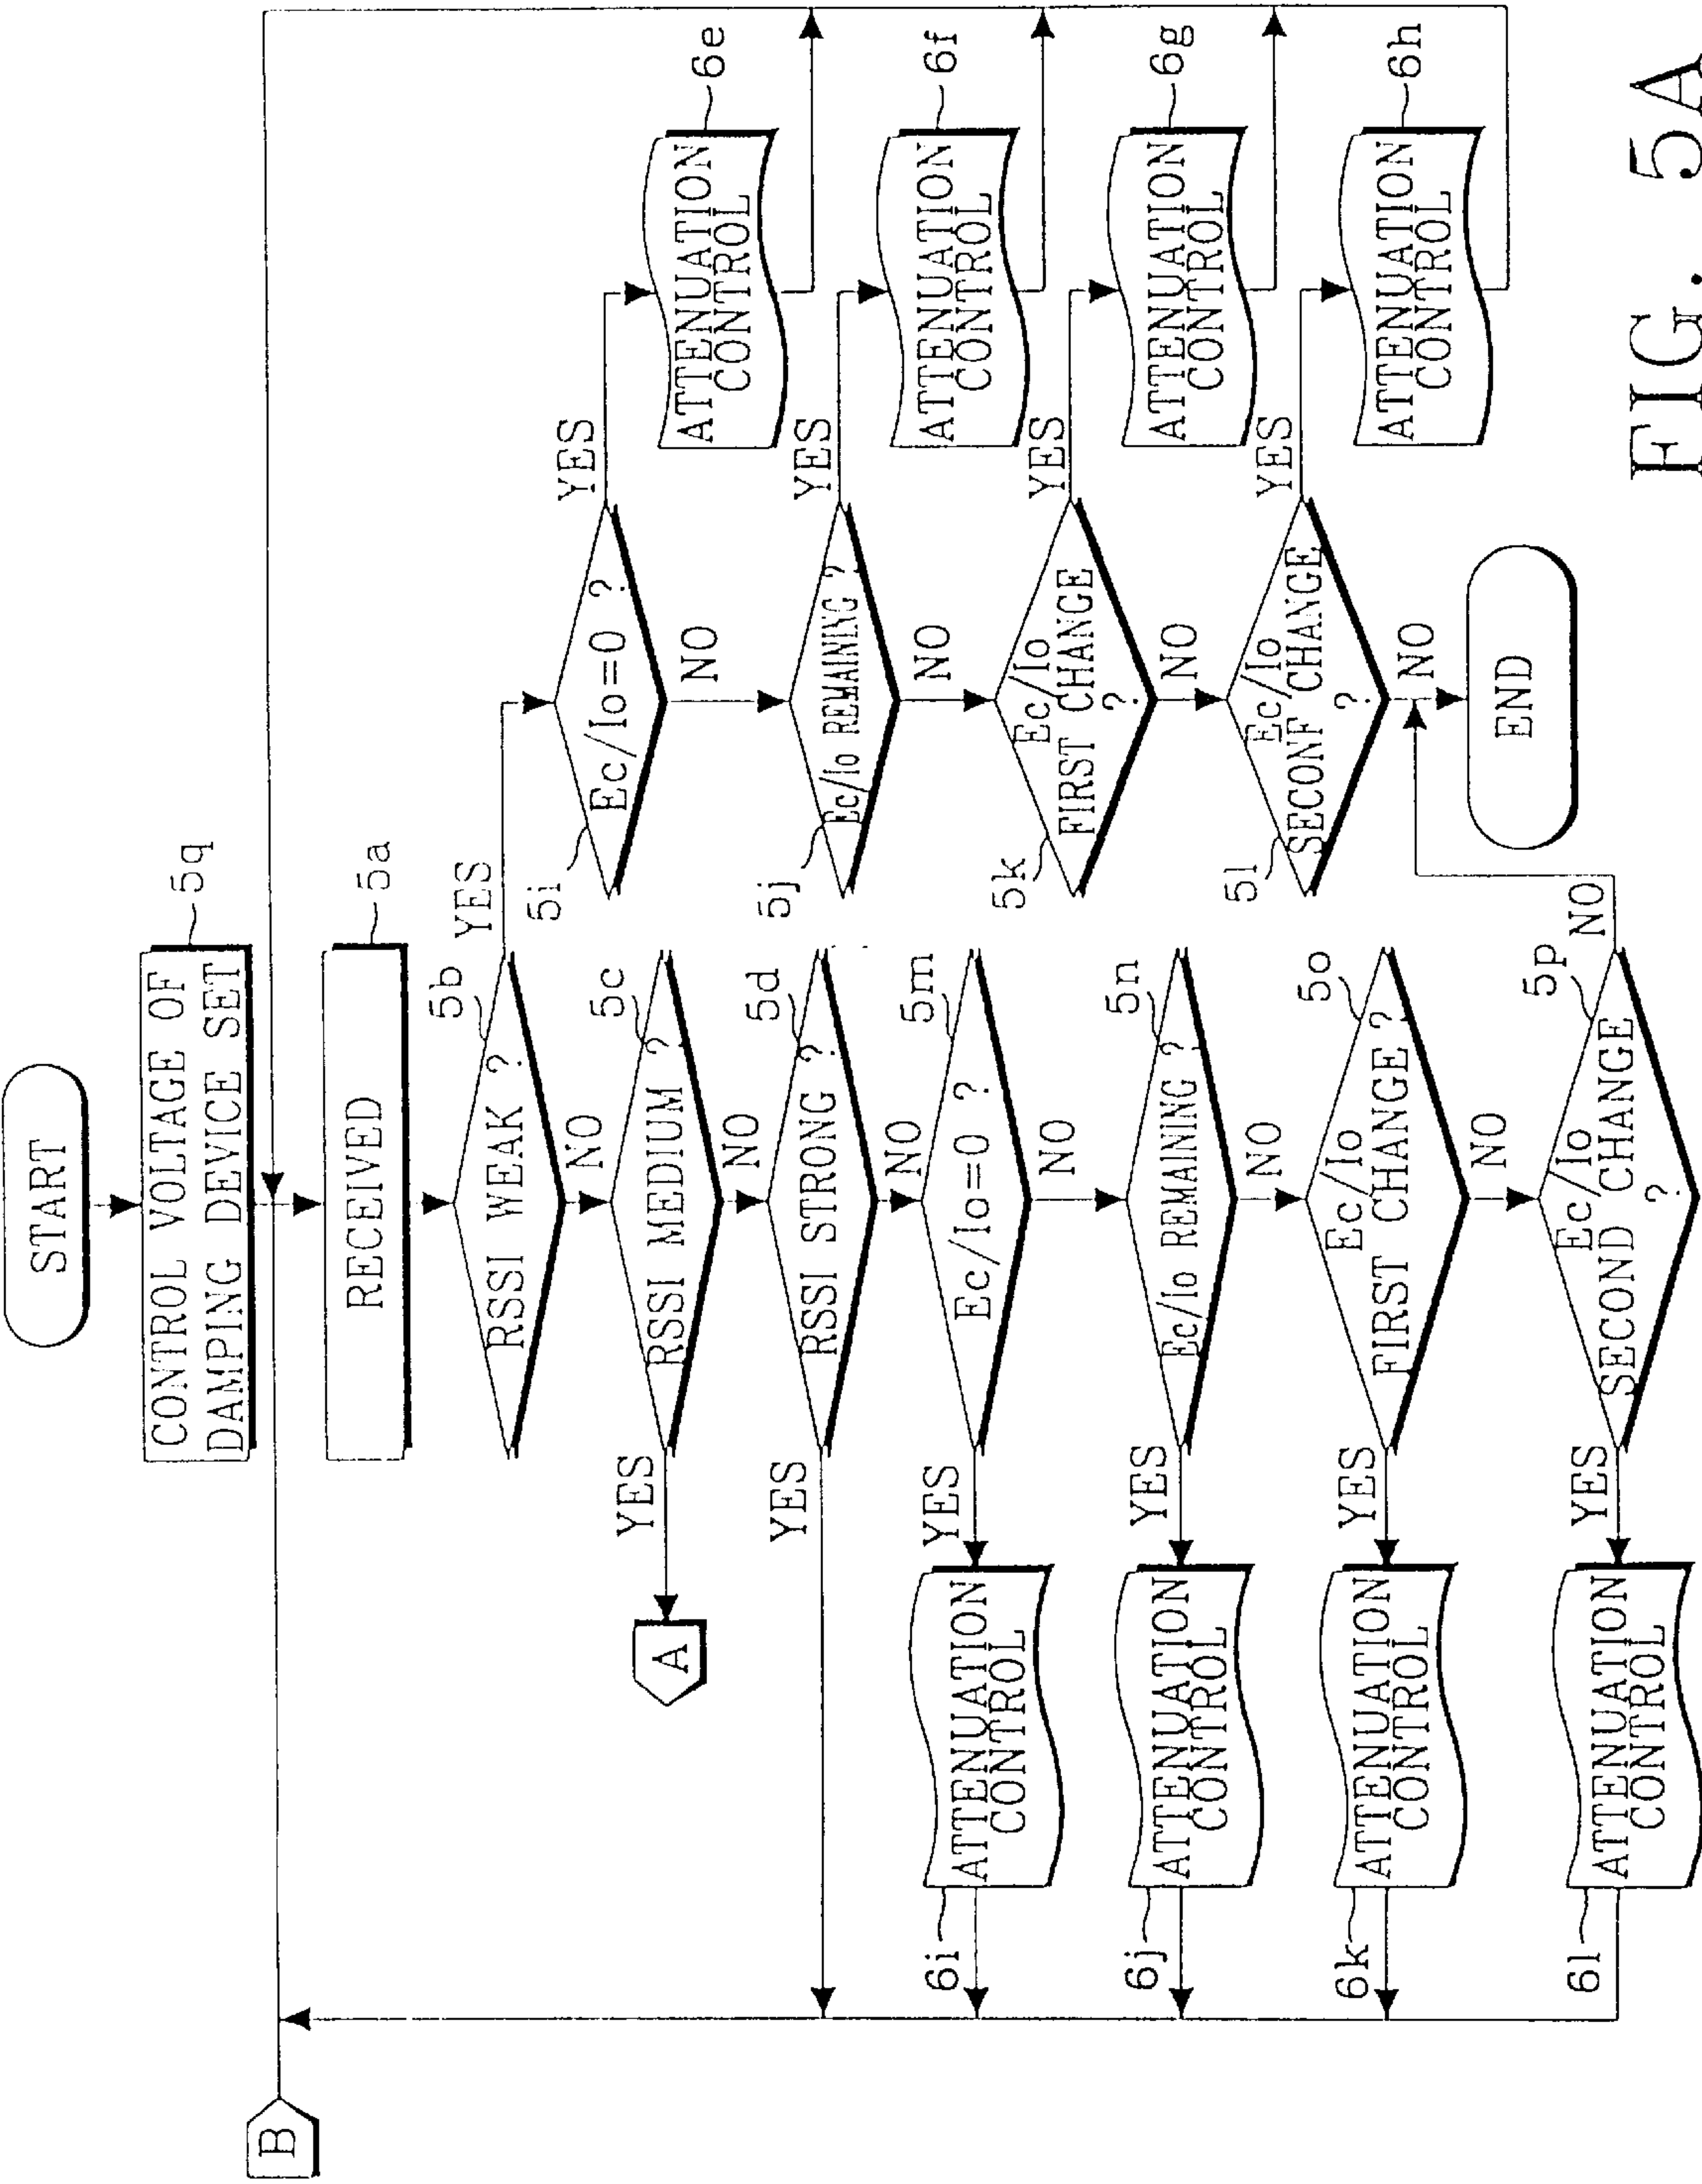 START
CONTROL VOLTAGE OF
DAMPING DEVICE SET
5q
B
RECEIVED
5a
RSSI WEAK ?
5b
YES
NO
RSSI MEDIUM ?
5c
YES
A
NO
RSSI STRONG ?
5d
YES
NO
Ec/Io=0 ?
5m
YES
ATTENUATION
CONTROL
6i
NO
Ec/Io REMAINING ?
5n
YES
ATTENUATION
CONTROL
6j
NO
Ec/Io
FIRST CHANGE ?
5o
YES
ATTENUATION
CONTROL
6k
NO
Ec/Io
SECOND CHANGE
?
5p
YES
ATTENUATION
CONTROL
6l
NO
Ec/Io=0 ?
5i
YES
ATTENUATION
CONTROL
6e
NO
Ec/Io REMAINING ?
5j
YES
ATTENUATION
CONTROL
6f
NO
Ec/Io
FIRST CHANGE
?
5k
YES
ATTENUATION
CONTROL
6g
NO
Ec/Io
SECONF CHANGE
?
5l
YES
ATTENUATION
CONTROL
6h
NO
END
FIG. 5A